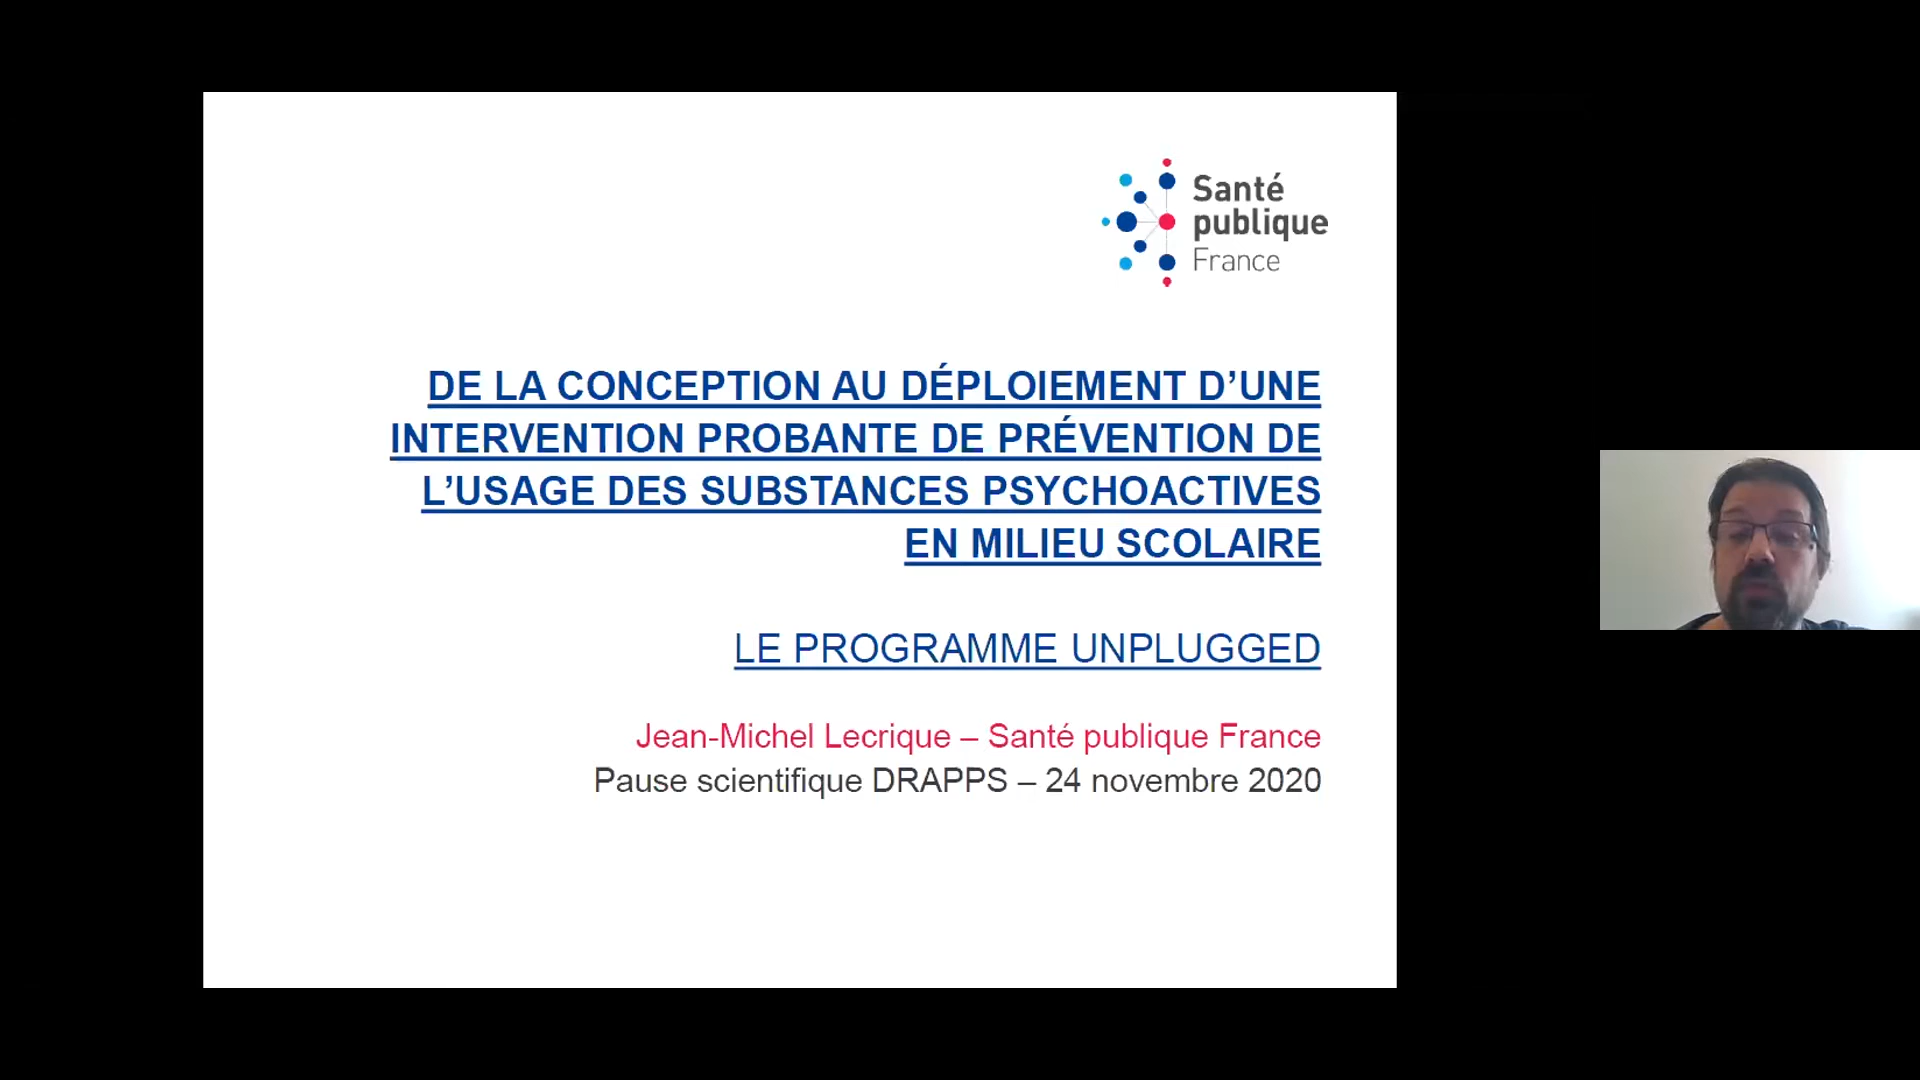 Santé
publique
France
DE LA CONCEPTION AU DÉPLOIEMENT D’UNE
INTERVENTION PROBANTE DE PRÉVENTION DE
L’USAGE DES SUBSTANCES PSYCHOACTIVES
EN MILIEU SCOLAIRE
LE PROGRAMME UNPLUGGED
Jean-Michel Lecrique – Santé publique France
Pause scientifique DRAPPS – 24 novembre 2020